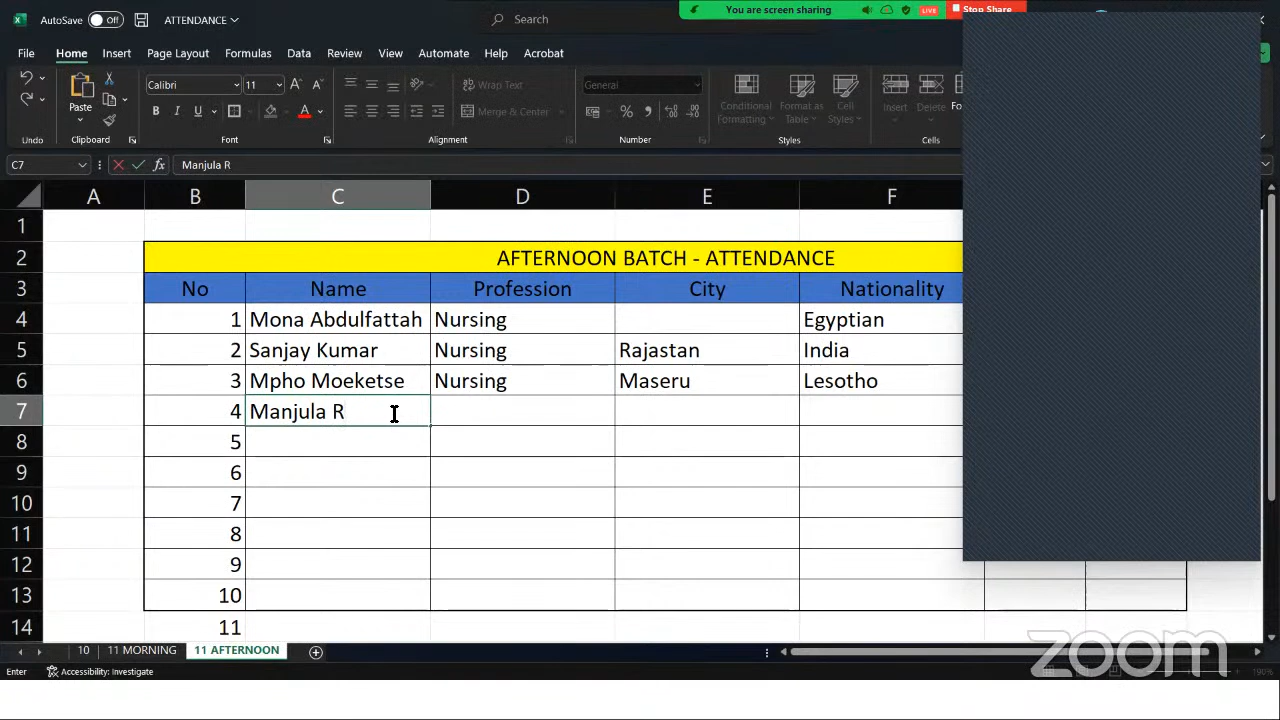 AutoSave Off ATTENDANCE Search You are screen sharing LIVE Stop Share
File Home Insert Page Layout Formulas Data Review View Automate Help Acrobat
Calibri 11 Wrap Text General
Paste B I U Merge & Center Conditional Formatting Format as Table Cell Styles Insert Delete
Undo Clipboard Font Alignment Number Styles Cells
C7 fx Manjula R
A B C D E F
1
2 AFTERNOON BATCH - ATTENDANCE
3 No Name Profession City Nationality
4 1 Mona Abdulfattah Nursing Egyptian
5 2 Sanjay Kumar Nursing Rajastan India
6 3 Mpho Moeketse Nursing Maseru Lesotho
7 4 Manjula R
8 5
9 6
10 7
11 8
12 9
13 10
14 11
10 11 MORNING 11 AFTERNOON
Enter Accessibility: Investigate 190%
zoom